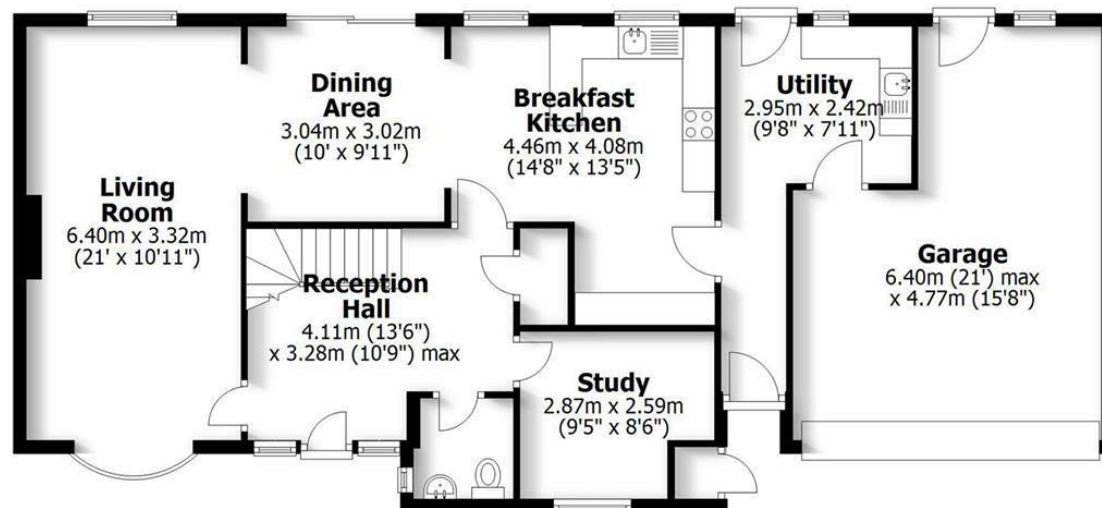 Living
Room
6.40m x 3.32m
(21' x 10'11")
Dining
Area
3.04m x 3.02m
(10' x 9'11")
Breakfast
Kitchen
4.46m x 4.08m
(14'8" x 13'5")
Utility
2.95m x 2.42m
(9'8" x 7'11")
Reception
Hall
4.11m (13'6")
x 3.28m (10'9") max
Study
2.87m x 2.59m
(9'5" x 8'6")
Garage
6.40m (21') max
x 4.77m (15'8")